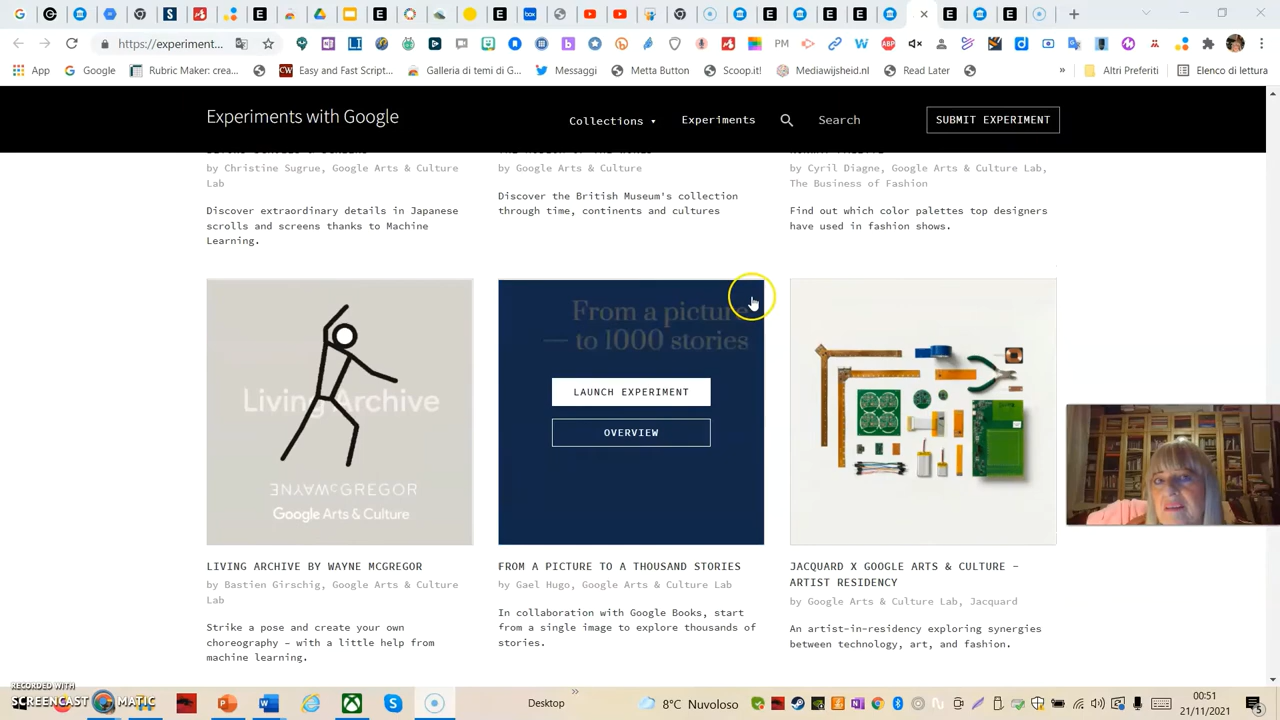 https://experiment...
PM
ABP
App
Google
Rubric Maker: crea...
CW Easy and Fast Script...
Galleria di temi di G...
Messaggi
Metta Button
Scoop.it!
Mediawijsheid.nl
Read Later
»
Altri Preferiti
Elenco di lettura
Experiments with Google
Collections
Experiments
Search
SUBMIT EXPERIMENT
by Christine Sugrue, Google Arts & Culture
Lab
Discover extraordinary details in Japanese
scrolls and screens thanks to Machine
Learning.
by Google Arts & Culture
Discover the British Museum's collection
through time, continents and cultures
by Cyril Diagne, Google Arts & Culture Lab,
The Business of Fashion
Find out which color palettes top designers
have used in fashion shows.
Living Archive
ƎNYAWMcGREGOR
Google Arts & Culture
From a picture
— to 1000 stories
LAUNCH EXPERIMENT
OVERVIEW
LIVING ARCHIVE BY WAYNE MCGREGOR
by Bastien Girschig, Google Arts & Culture
Lab
Strike a pose and create your own
choreography – with a little help from
machine learning.
FROM A PICTURE TO A THOUSAND STORIES
by Gael Hugo, Google Arts & Culture Lab
In collaboration with Google Books, start
from a single image to explore thousands of
stories.
JACQUARD X GOOGLE ARTS & CULTURE –
ARTIST RESIDENCY
by Google Arts & Culture Lab, Jacquard
An artist-in-residency exploring synergies
between technology, art, and fashion.
RECORDED WITH
SCREENCAST MATIC
Desktop
»
8°C Nuvoloso
00:51
21/11/2021
5